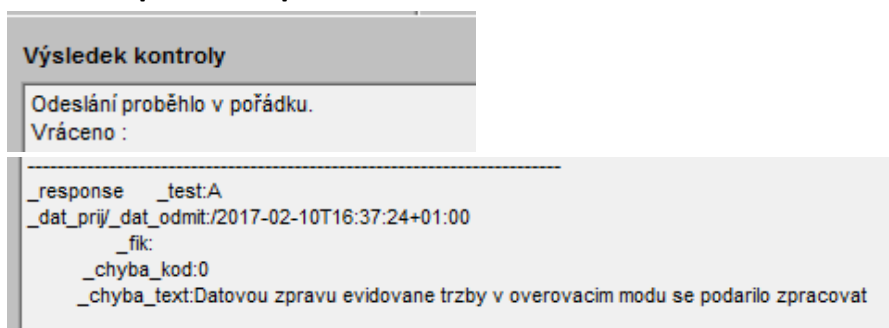 Výsledek kontroly
Odeslání proběhlo v pořádku.
Vráceno :
------------------------------------------------------------------------
_response _test:A
_dat_prij/_dat_odmit:/2017-02-10T16:37:24+01:00
_fik:
_chyba_kod:0
_chyba_text:Datovou zpravu evidovane trzby v overovacim modu se podarilo zpracovat